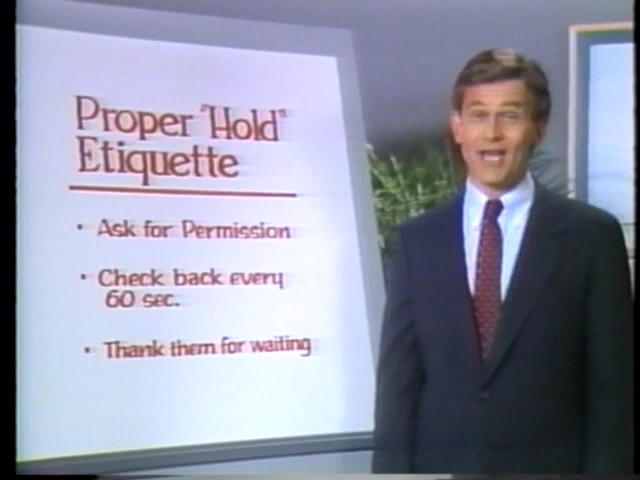 Proper "Hold"
Etiquette
• Ask for Permission
• Check back every
60 sec.
• Thank them for waiting